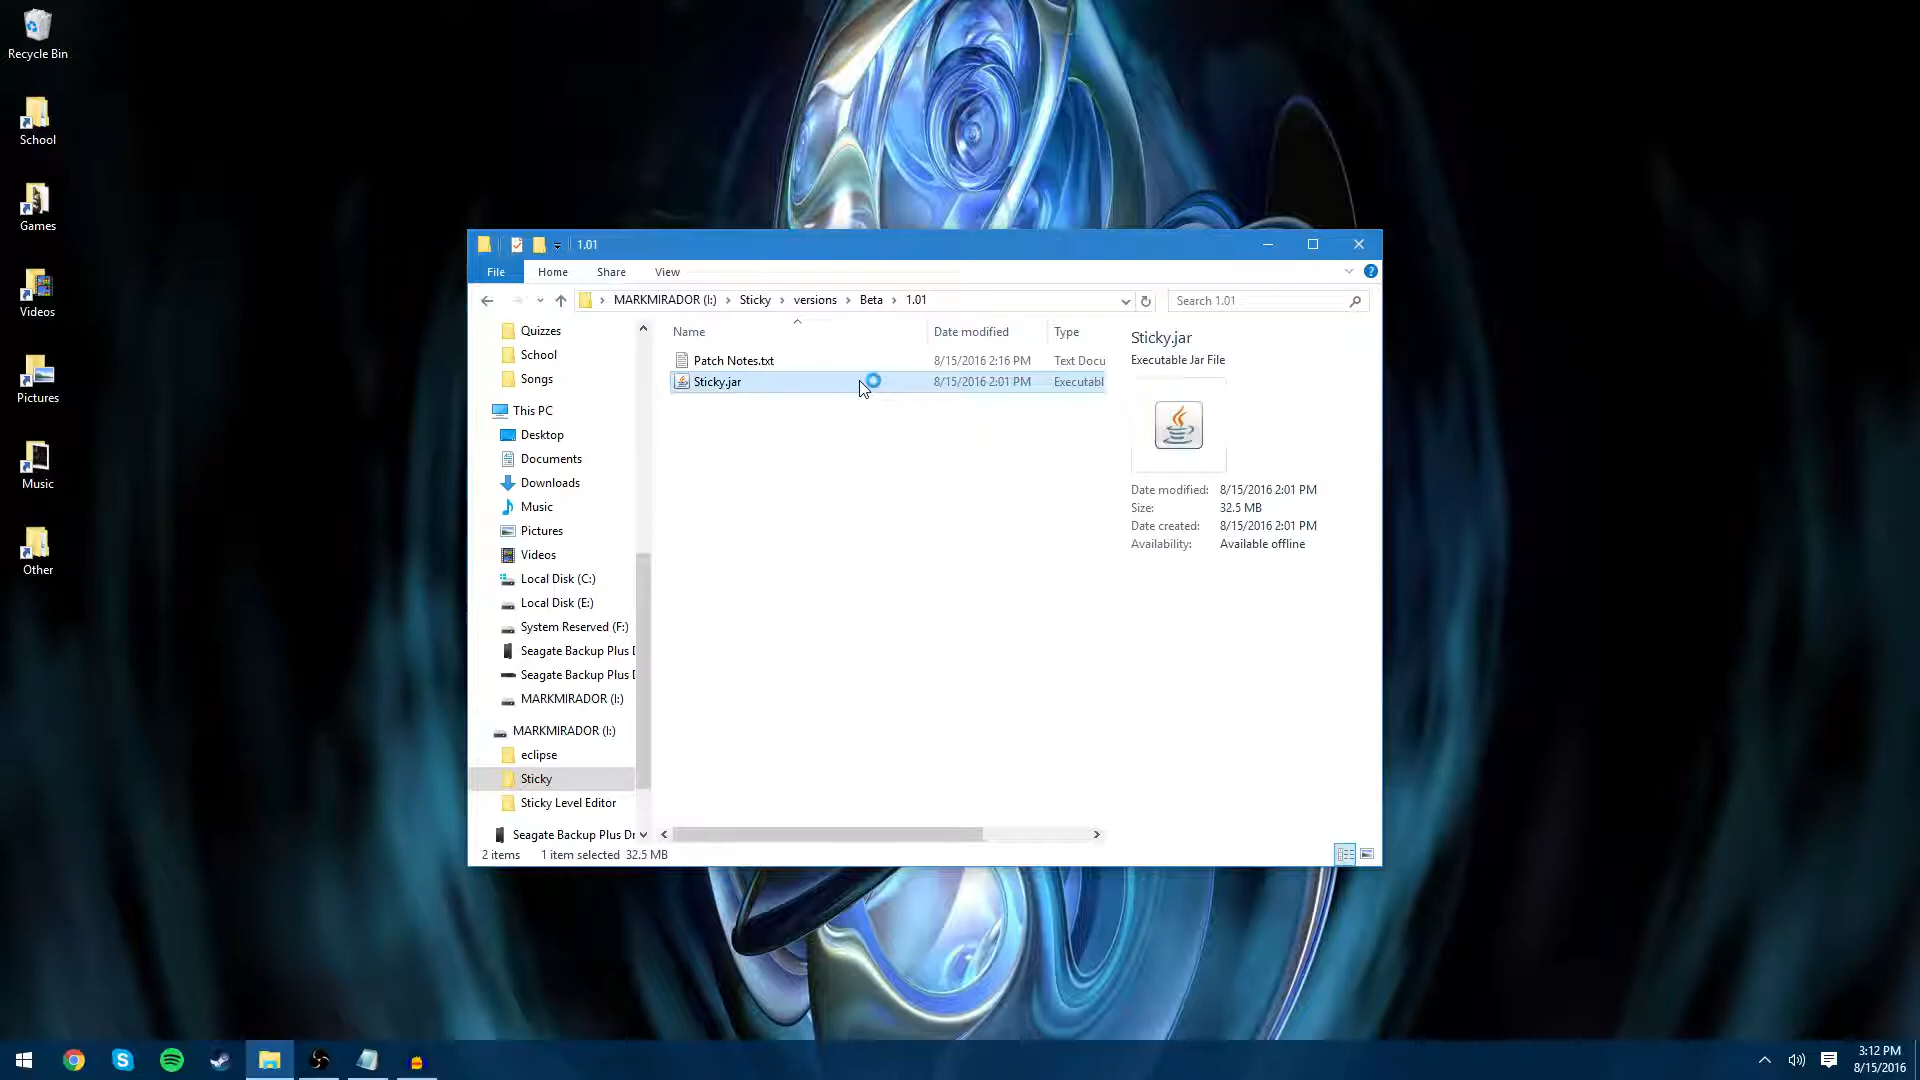 Recycle Bin
School
Games
Videos
Pictures
Music
Other
1.01
File Home Share View
MARKMIRADOR (I:) Sticky versions Beta 1.01
Search 1.01
Quizzes
School
Songs
This PC
Desktop
Documents
Downloads
Music
Pictures
Videos
Local Disk (C:)
Local Disk (E:)
System Reserved (F:)
Seagate Backup Plus
Seagate Backup Plus
MARKMIRADOR (I:)
MARKMIRADOR (I:)
eclipse
Sticky
Sticky Level Editor
Seagate Backup Plus Dr
Name Date modified Type
Patch Notes.txt 8/15/2016 2:16 PM Text Docu
Sticky.jar 8/15/2016 2:01 PM Executabl
Sticky.jar
Executable Jar File
Date modified: 8/15/2016 2:01 PM
Size: 32.5 MB
Date created: 8/15/2016 2:01 PM
Availability: Available offline
2 items 1 item selected 32.5 MB
3:12 PM
8/15/2016